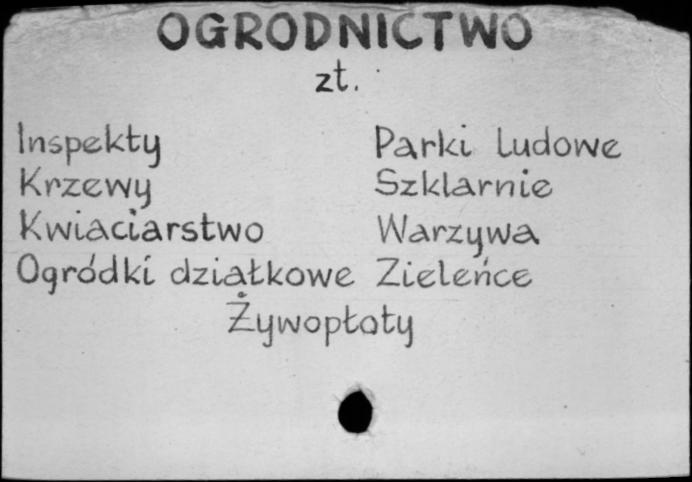 OGRODNICTWO
zt.
Inspekty
Krzewy
Kwiaciarstwo
Ogródki działkowe
Parki Ludowe
Szklarnie
Warzywa
Zieleńce
Żywopłoty